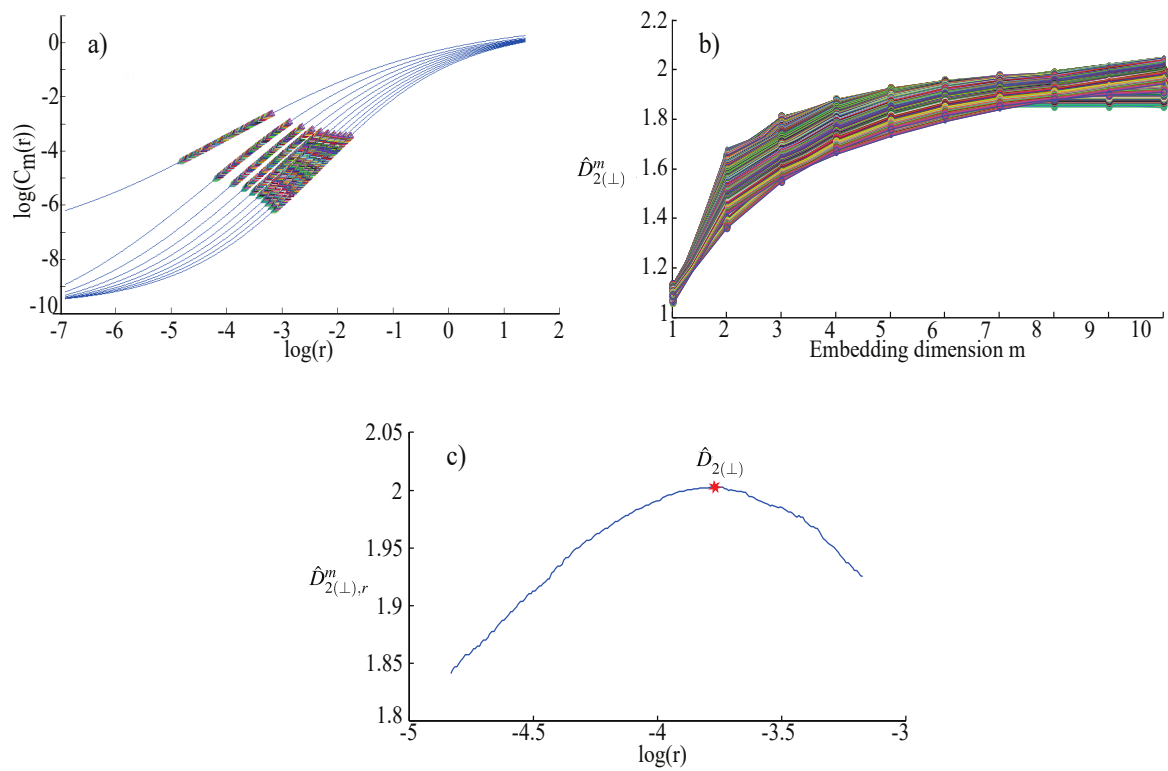 a)
0
-2
-4
-6
-8
-10
log(C_m(r))
-7 -6 -5 -4 -3 -2 -1 0 1 2
log(r)
b)
2.2
2
1.8
1.6
1.4
1.2
1
D̂^m_2(⊥)
1 2 3 4 5 6 7 8 9 10
Embedding dimension m
c)
D̂_2(⊥)
2.05
2
1.95
1.9
1.85
1.8
D̂^m_2(⊥),r
-5 -4.5 -4 -3.5 -3
log(r)